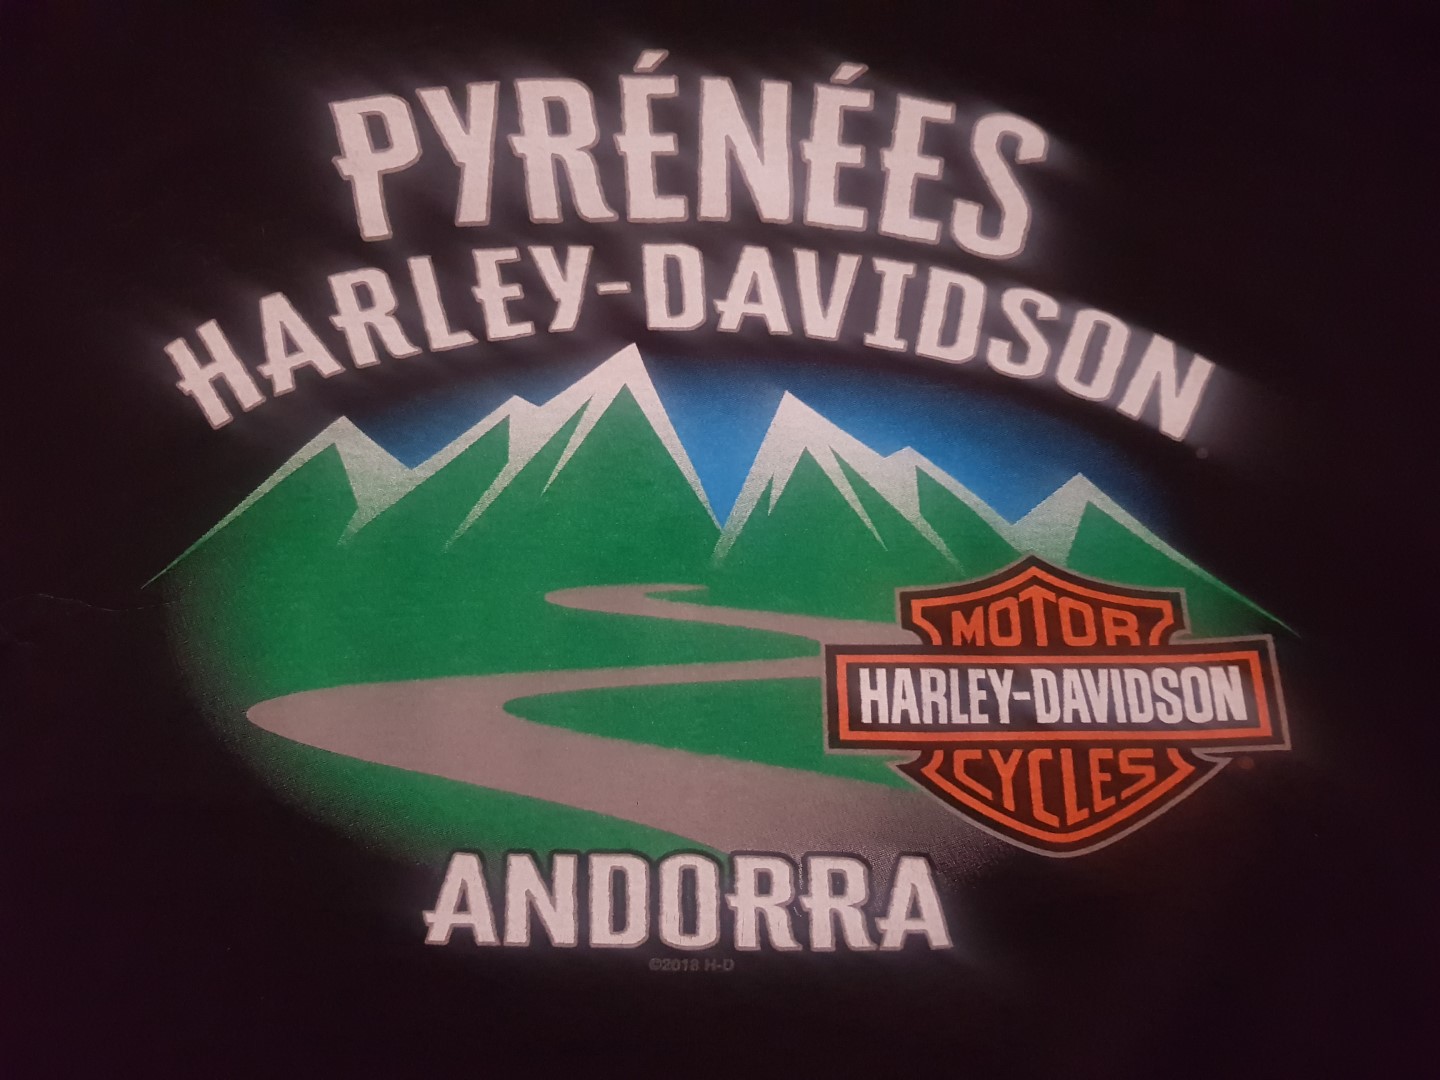 PYRÉNÉES
HARLEY-DAVIDSON
MOTOR
HARLEY-DAVIDSON
CYCLES
ANDORRA
©2018 H-D